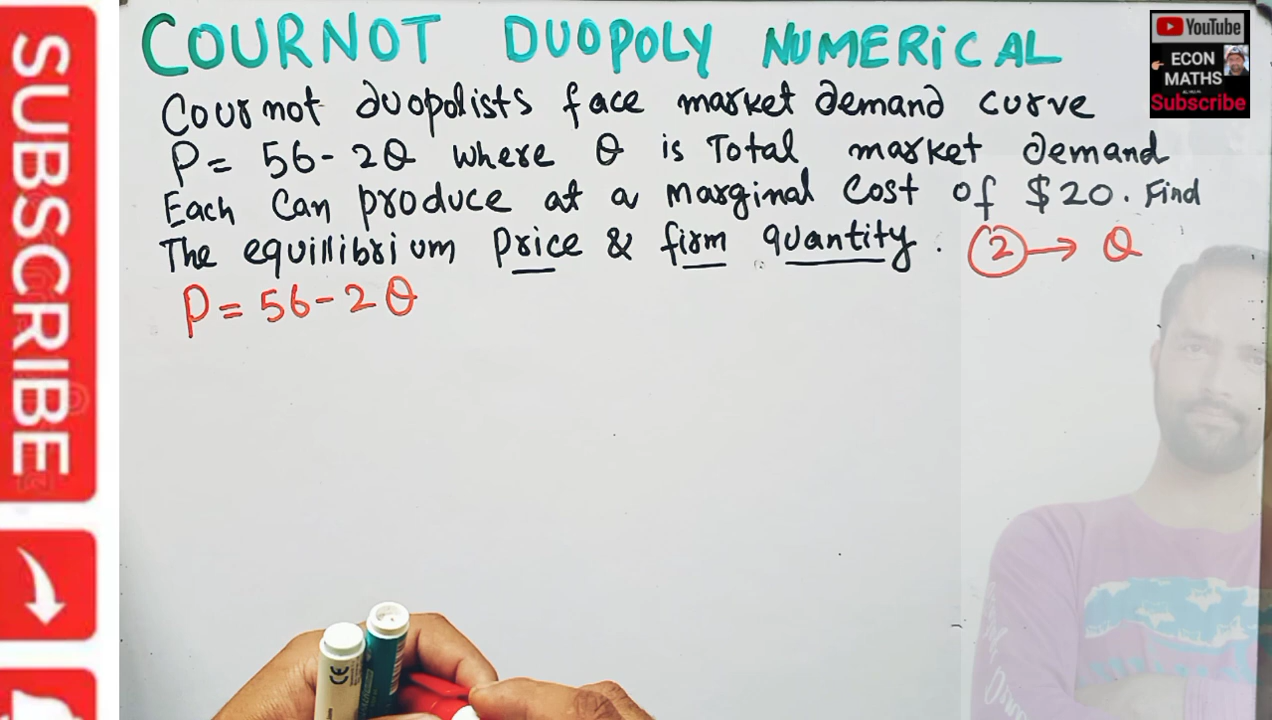 SUBSCRIBE
COURNOT DUOPOLY NUMERICAL
YouTube
ECON
MATHS
Subscribe
Cournot duopolists face market demand curve
P = 56 - 2Q where Q is Total market demand
Each can produce at a marginal cost of $20. Find
The equillibrium price & firm quantity. 2 → Q
P = 56 - 2Q